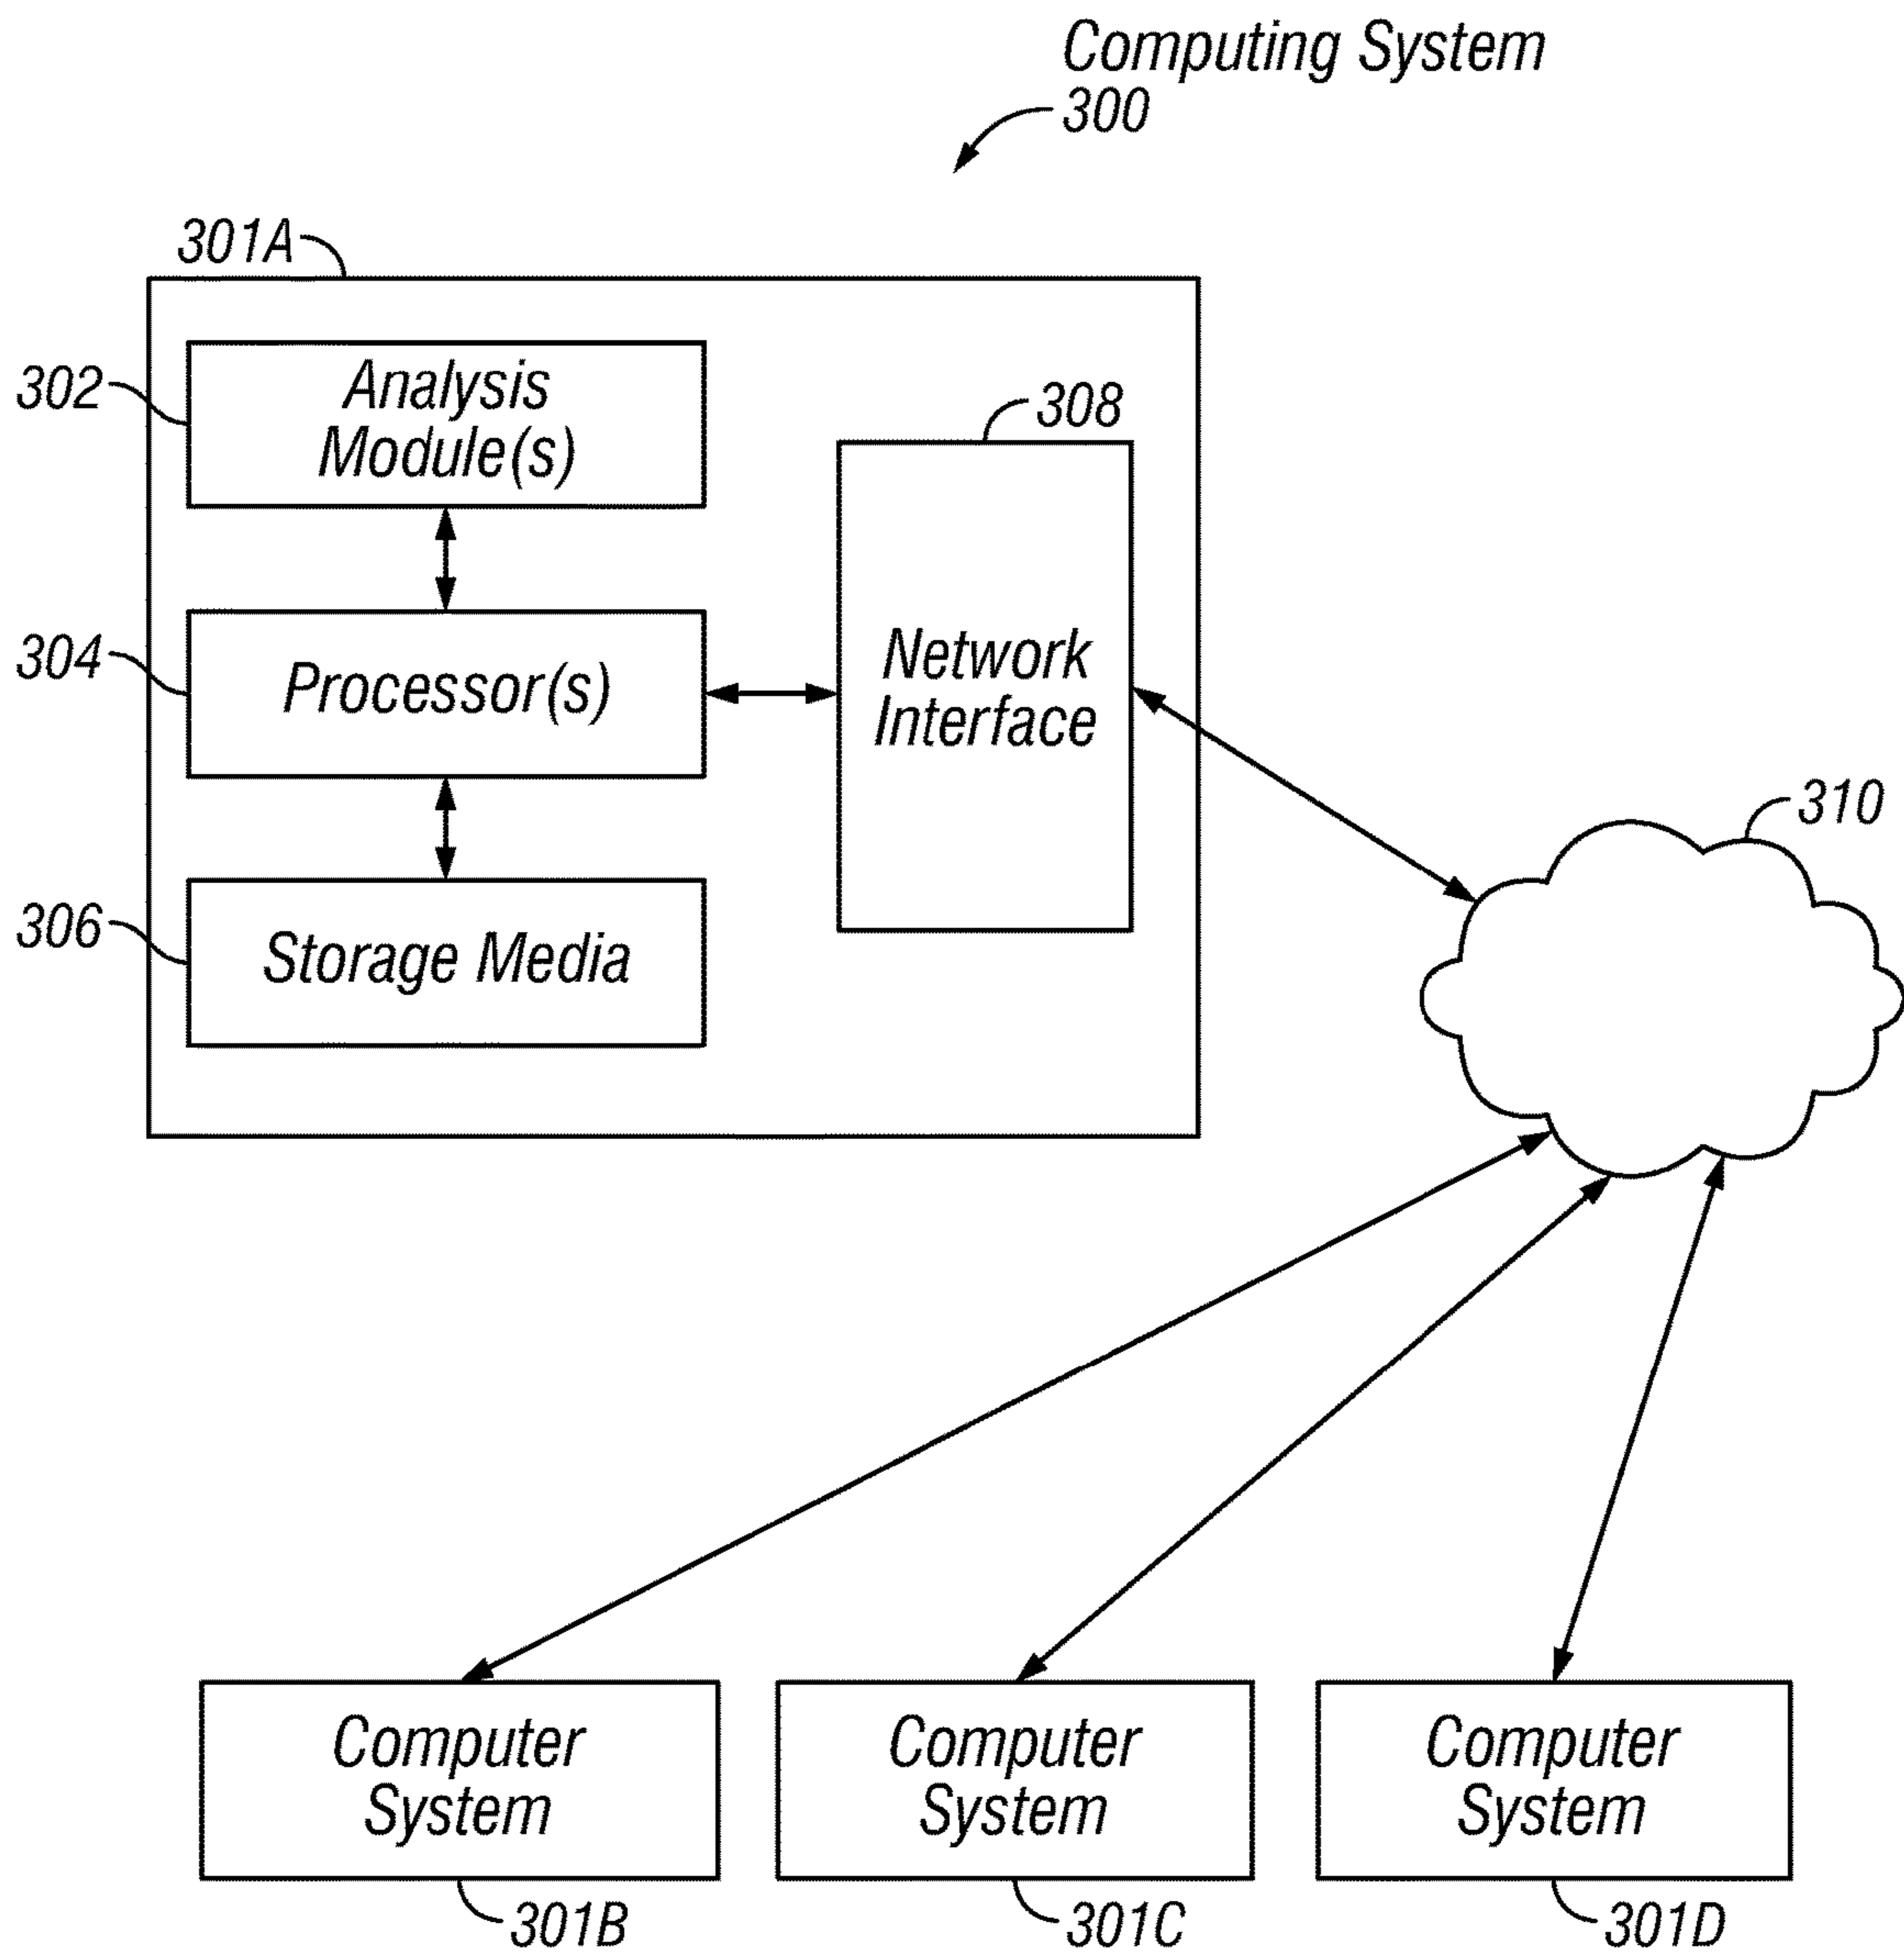 Computing System
300
301A
302
Analysis
Module(s)
308
304
Processor(s)
Network
Interface
310
306
Storage Media
Computer
System
Computer
System
Computer
System
301B
301C
301D